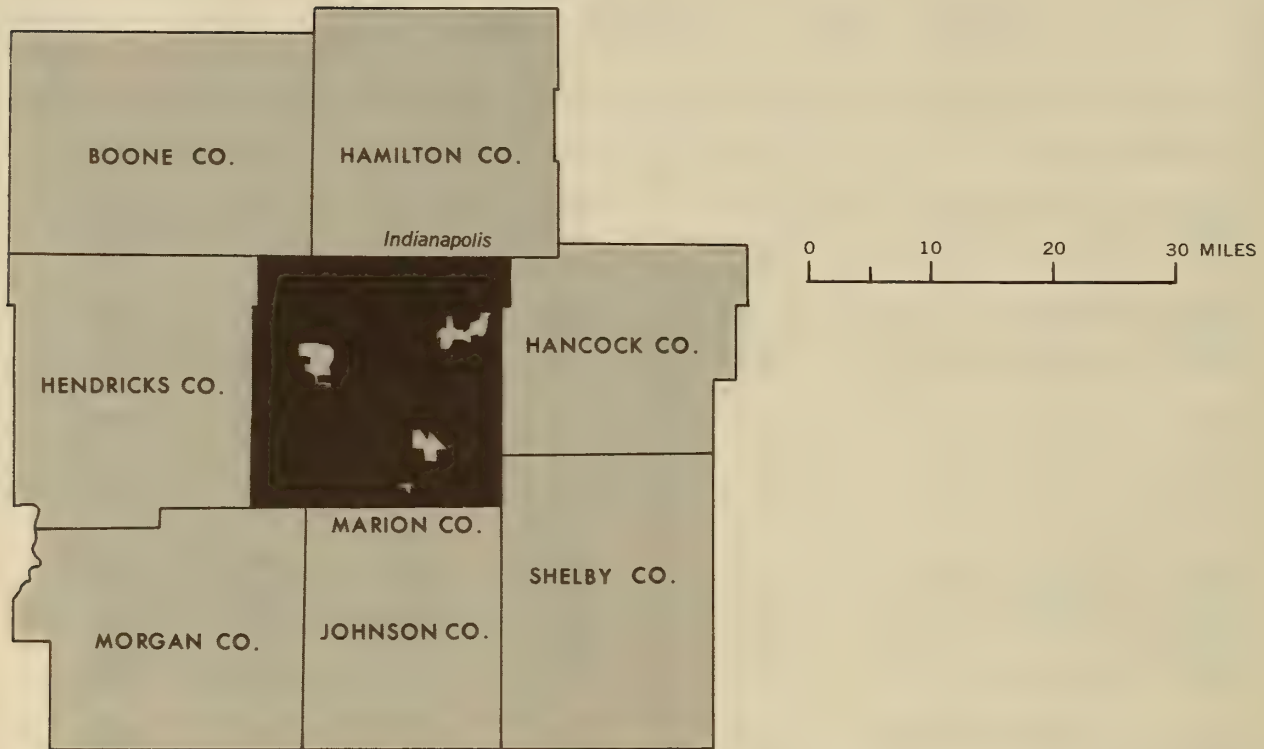 BOONE CO.
HAMILTON CO.
Indianapolis
0 10 20 30 MILES
HENDRICKS CO.
HANCOCK CO.
MARION CO.
SHELBY CO.
MORGAN CO.
JOHNSON CO.